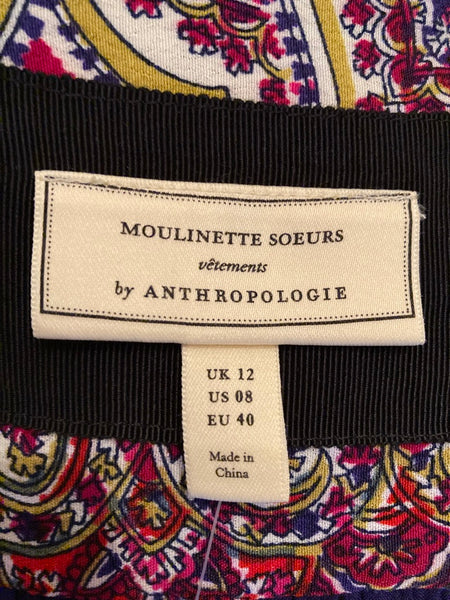 MOULINETTE SOEURS
vêtements
by ANTHROPOLOGIE
UK 12
US 08
EU 40
Made in
China